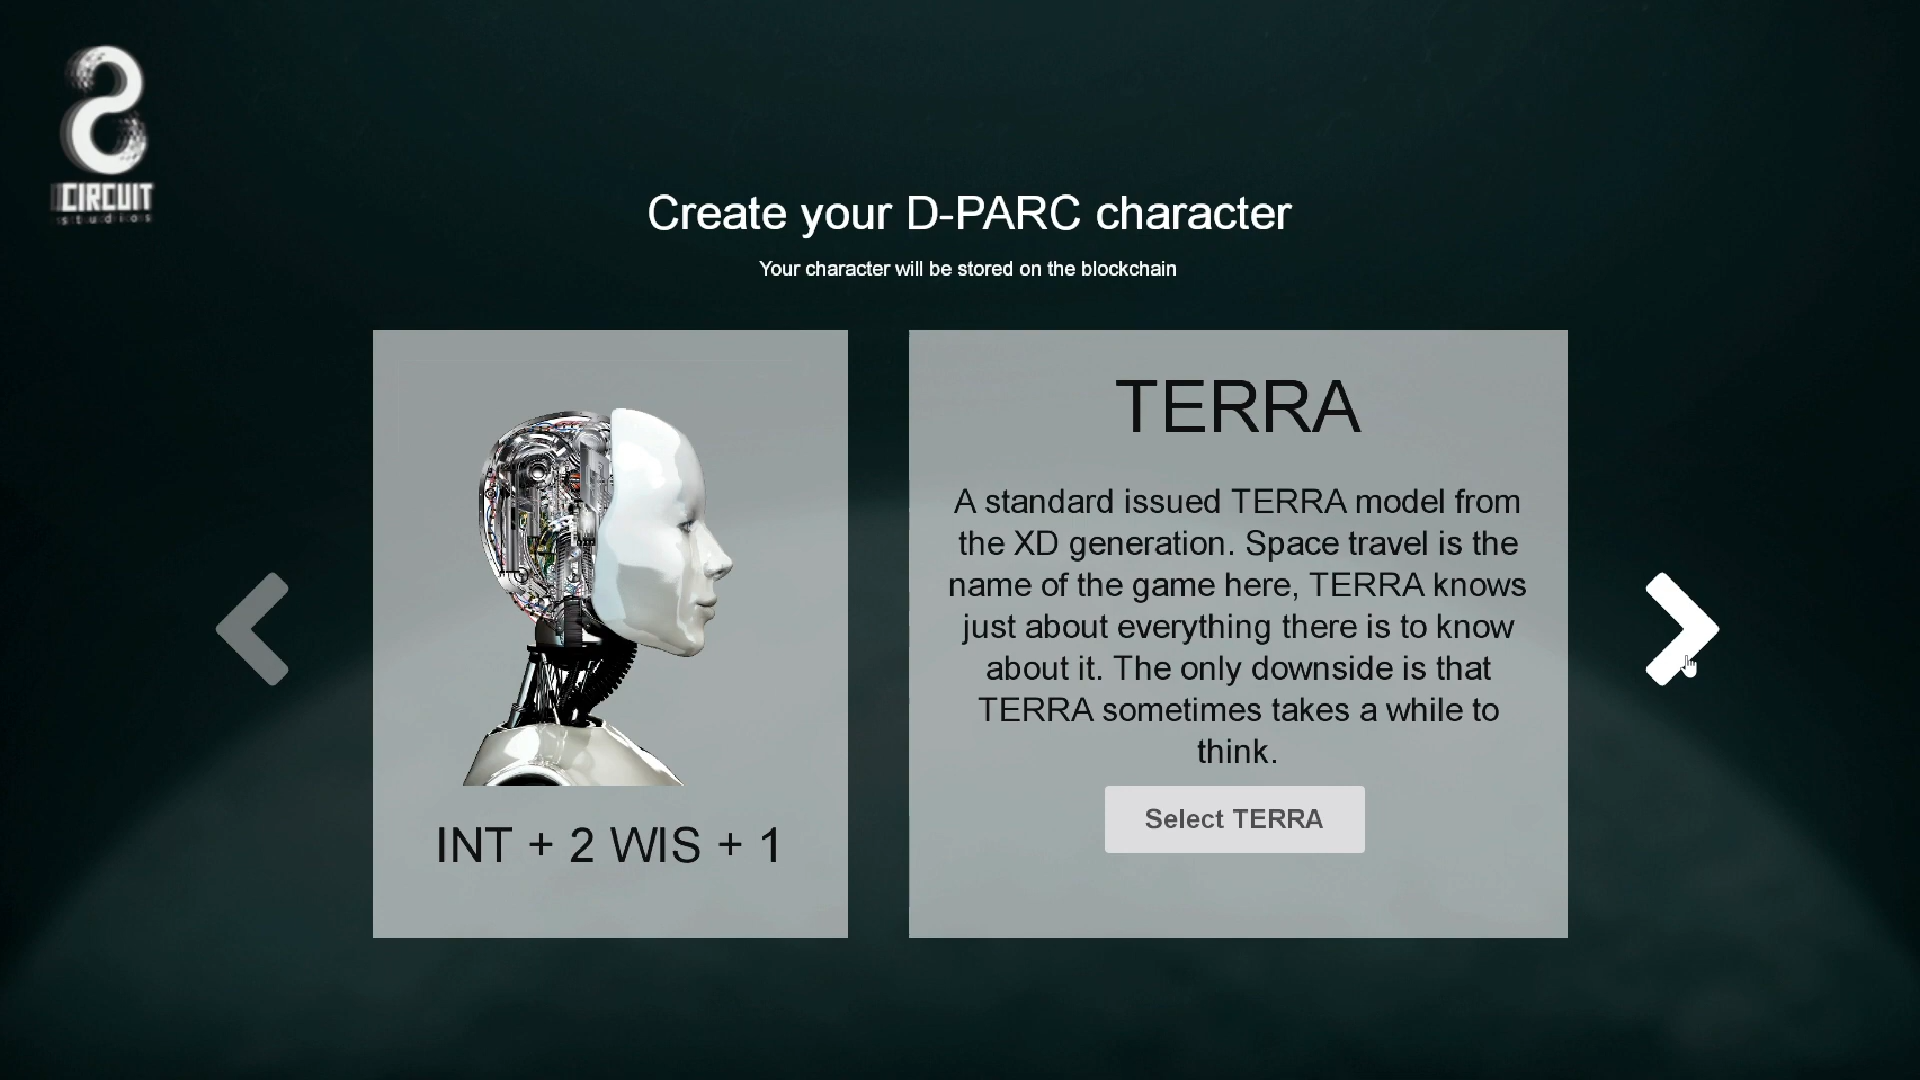 CIRCUIT
studios
Create your D-PARC character
Your character will be stored on the blockchain
TERRA
A standard issued TERRA model from
the XD generation. Space travel is the
name of the game here, TERRA knows
just about everything there is to know
about it. The only downside is that
TERRA sometimes takes a while to
think.
Select TERRA
INT + 2 WIS + 1